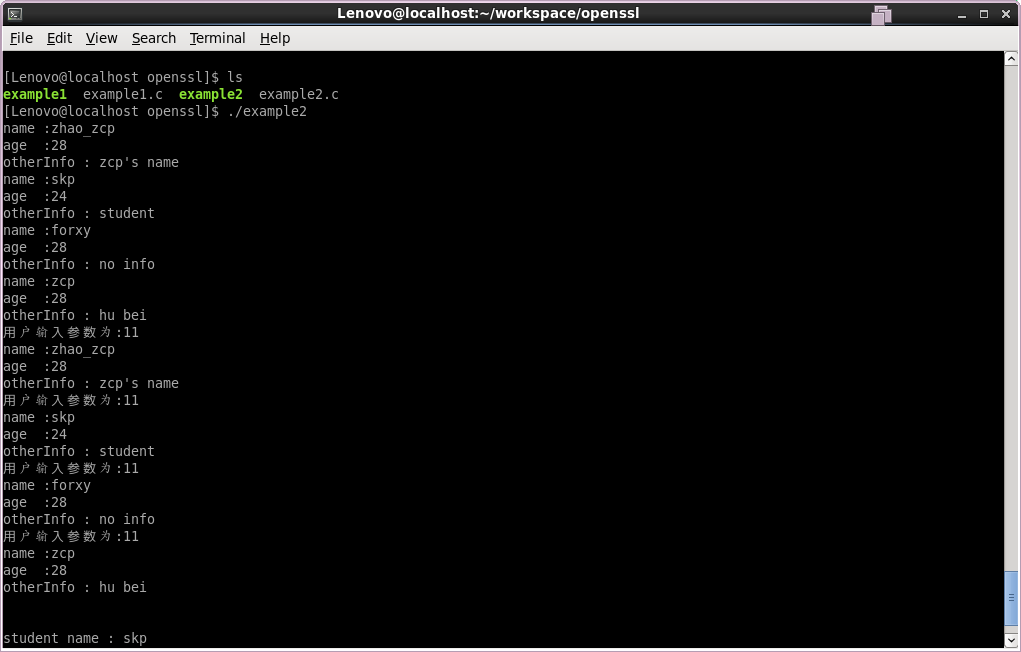 Lenovo@localhost:~/workspace/openssl
File Edit View Search Terminal Help
[Lenovo@localhost openssl]$ ls
example1  example1.c  example2  example2.c
[Lenovo@localhost openssl]$ ./example2
name :zhao_zcp
age  :28
otherInfo : zcp's name
name :skp
age  :24
otherInfo : student
name :forxy
age  :28
otherInfo : no info
name :zcp
age  :28
otherInfo : hu bei
用户输入参数为:11
name :zhao_zcp
age  :28
otherInfo : zcp's name
用户输入参数为:11
name :skp
age  :24
otherInfo : student
用户输入参数为:11
name :forxy
age  :28
otherInfo : no info
用户输入参数为:11
name :zcp
age  :28
otherInfo : hu bei
student name : skp